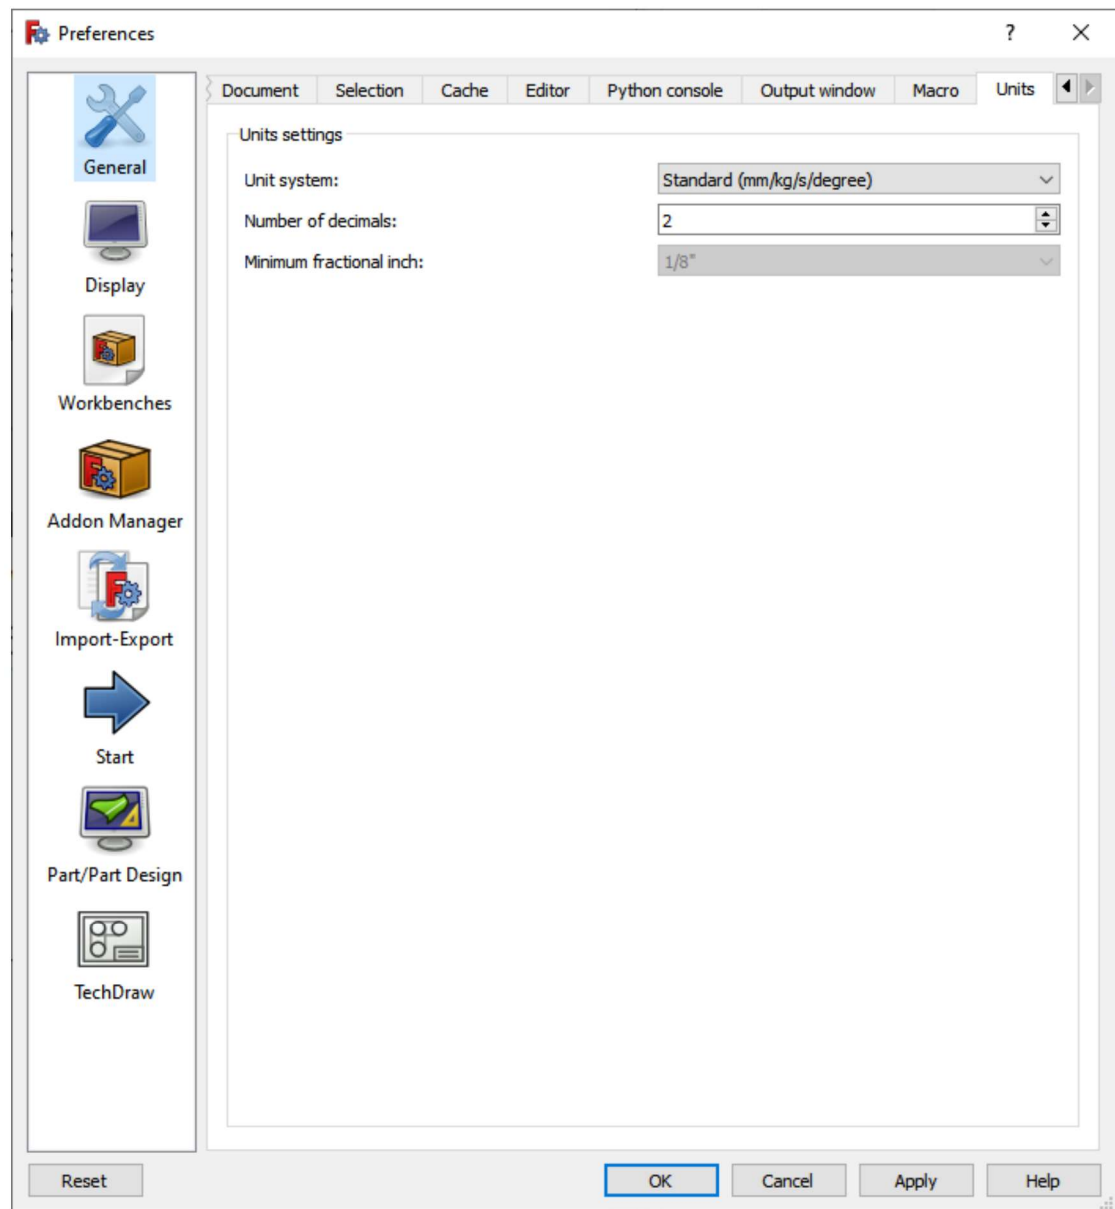 Preferences
?
General
Display
Workbenches
Addon Manager
Import-Export
Start
Part/Part Design
TechDraw
Document Selection Cache Editor Python console Output window Macro Units
Units settings
Unit system: Standard (mm/kg/s/degree)
Number of decimals: 2
Minimum fractional inch: 1/8"
Reset OK Cancel Apply Help